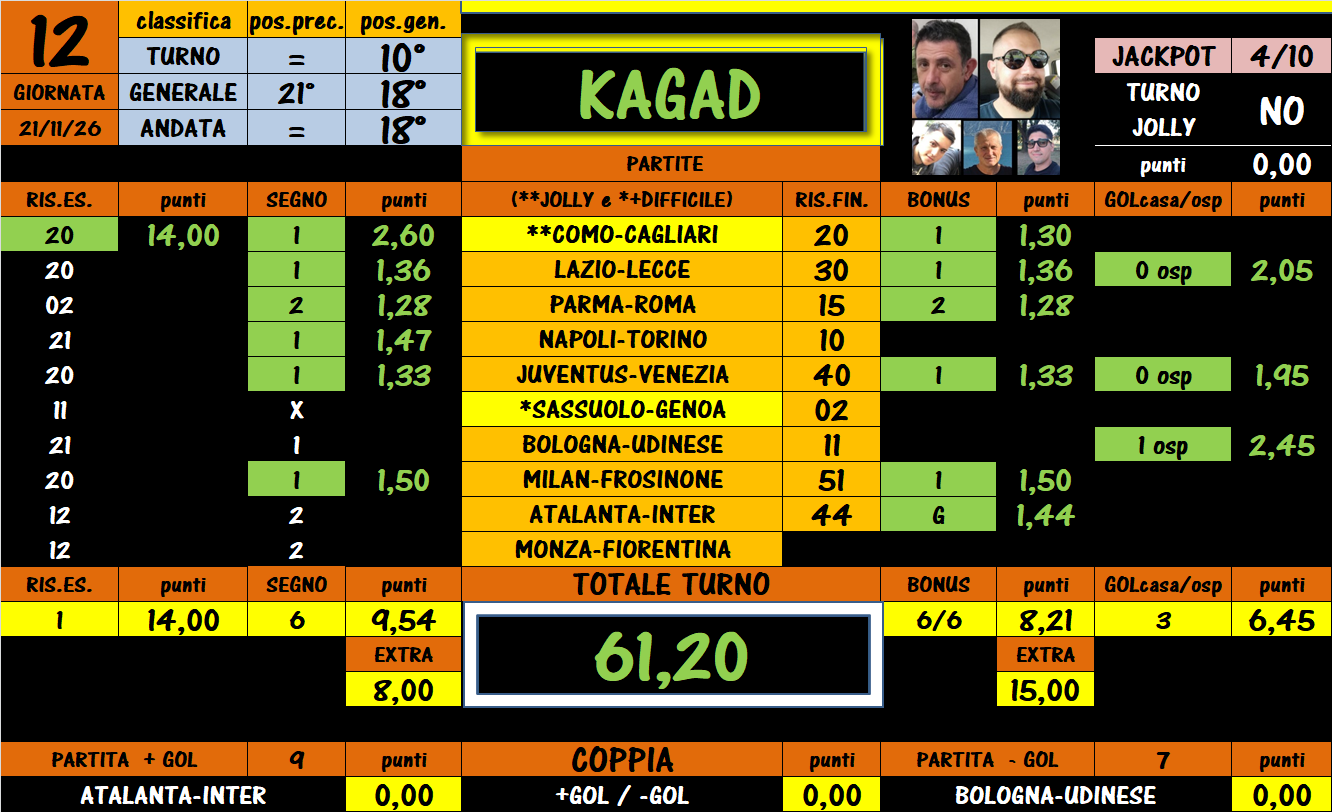 12 classifica pos.prec. pos.gen.
TURNO = 10° KAGAD JACKPOT 4/10
GIORNATA GENERALE 21° 18° TURNO JOLLY NO
21/11/26 ANDATA = 18°
PARTITE punti 0,00
RIS.ES. punti SEGNO punti (**JOLLY e *+DIFFICILE) RIS.FIN. BONUS punti GOLcasa/osp punti
20 14,00 1 2,60 **COMO-CAGLIARI 20 1 1,30
20 1 1,36 LAZIO-LECCE 30 1 1,36 0 osp 2,05
02 2 1,28 PARMA-ROMA 15 2 1,28
21 1 1,47 NAPOLI-TORINO 10
20 1 1,33 JUVENTUS-VENEZIA 40 1 1,33 0 osp 1,95
11 X *SASSUOLO-GENOA 02
21 1 BOLOGNA-UDINESE 11 1 osp 2,45
20 1 1,50 MILAN-FROSINONE 51 1 1,50
12 2 ATALANTA-INTER 44 G 1,44
12 2 MONZA-FIORENTINA
RIS.ES. punti SEGNO punti TOTALE TURNO BONUS punti GOLcasa/osp punti
1 14,00 6 9,54 61,20 6/6 8,21 3 6,45
EXTRA EXTRA
8,00 15,00
PARTITA + GOL 9 punti COPPIA punti PARTITA - GOL 7 punti
ATALANTA-INTER 0,00 +GOL / -GOL 0,00 BOLOGNA-UDINESE 0,00